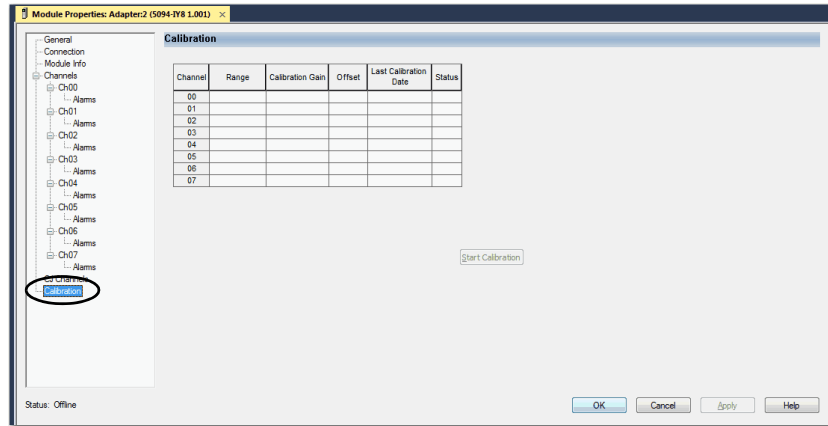 Module Properties: Adapter:2 (5094-IY8 1.001) ×
General
Connection
Module Info
Channels
Ch00
Alarms
Ch01
Alarms
Ch02
Alarms
Ch03
Alarms
Ch04
Alarms
Ch05
Alarms
Ch06
Alarms
Ch07
Alarms
CJ Channels
Calibration
Calibration
Channel Range Calibration Gain Offset Last Calibration Date Status
00
01
02
03
04
05
06
07
Start Calibration
Status: Offline
OK Cancel Apply Help